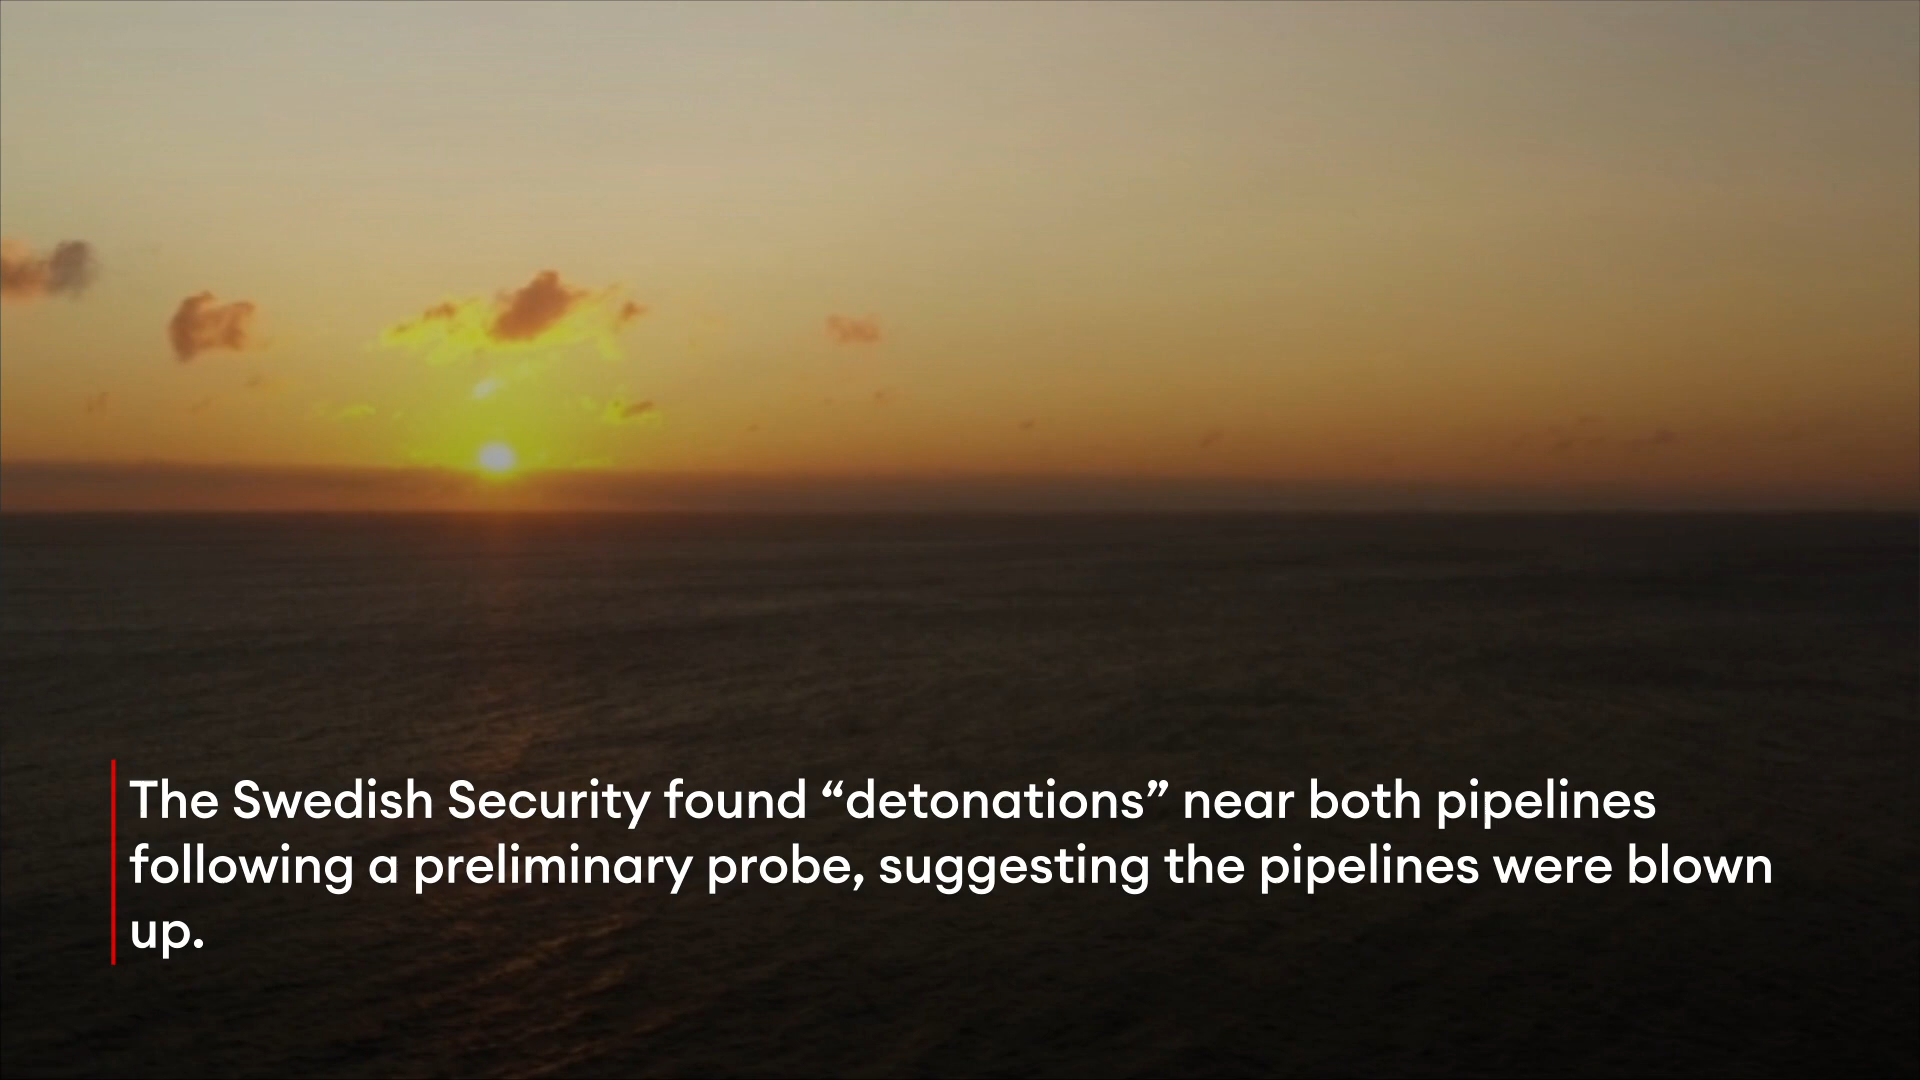 The Swedish Security found “detonations” near both pipelines
following a preliminary probe, suggesting the pipelines were blown
up.